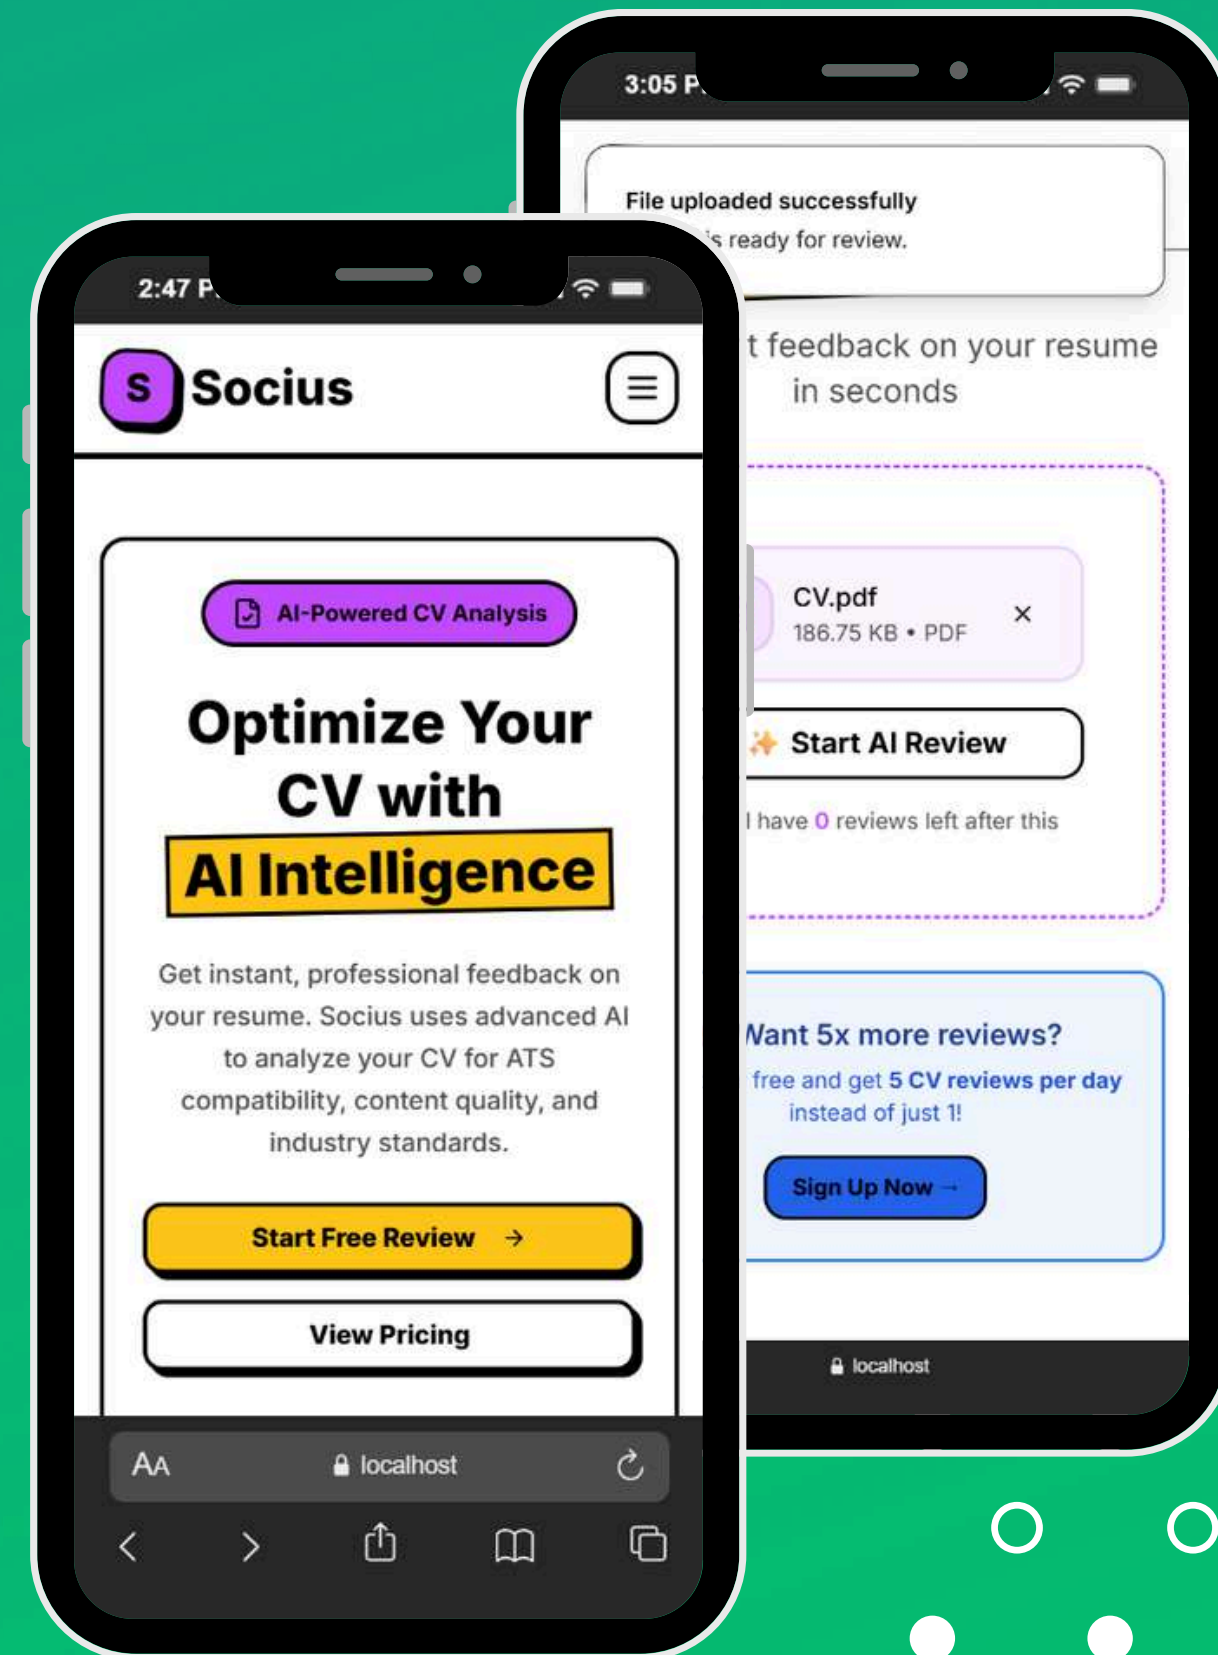 2:47 P
S Socius
AI-Powered CV Analysis
Optimize Your
CV with
AI Intelligence
Get instant, professional feedback on
your resume. Socius uses advanced AI
to analyze your CV for ATS
compatibility, content quality, and
industry standards.
Start Free Review →
View Pricing
AA localhost
3:05 P
File uploaded successfully
is ready for review.
t feedback on your resume
in seconds
CV.pdf
186.75 KB • PDF
Start AI Review
have 0 reviews left after this
Want 5x more reviews?
free and get 5 CV reviews per day
instead of just 1!
Sign Up Now →
localhost